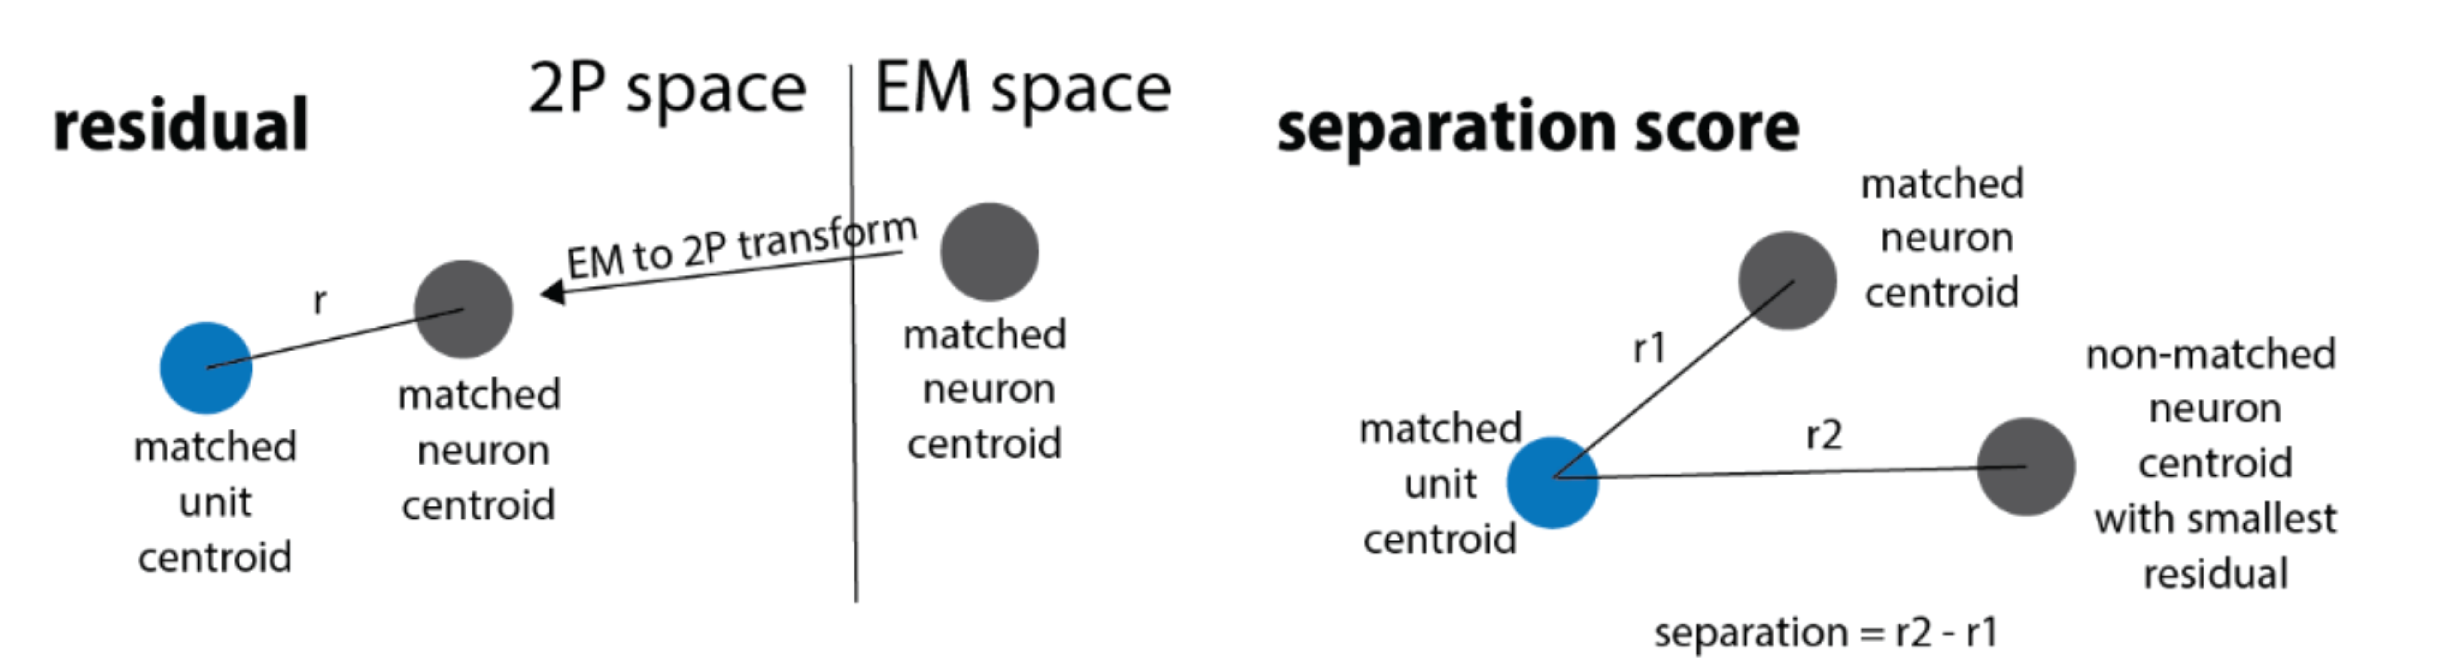 residual
2P space
EM space
EM to 2P transform
r
matched
unit
centroid
matched
neuron
centroid
matched
neuron
centroid
separation score
matched
neuron
centroid
r1
r2
matched
unit
centroid
non-matched
neuron
centroid
with smallest
residual
separation = r2 - r1